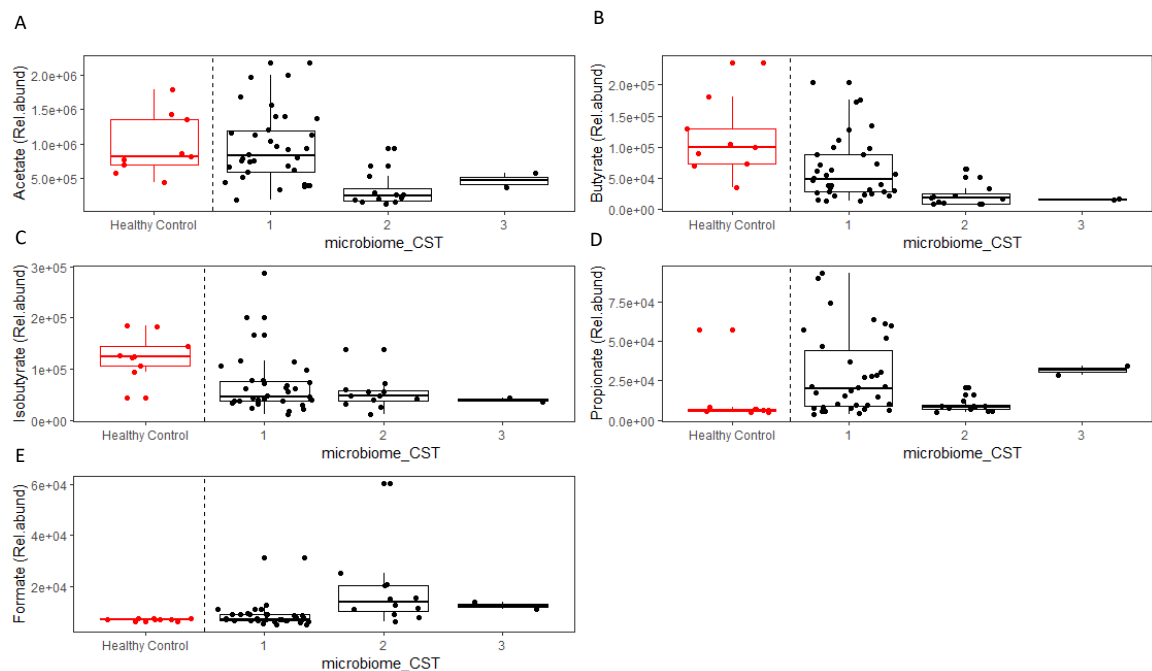 A
Acetate (Rel.abund)
2.0e+06
1.5e+06
1.0e+06
5.0e+05
Healthy Control
1
2
3
microbiome_CST
B
Butyrate (Rel.abund)
2.0e+05
1.5e+05
1.0e+05
5.0e+04
0.0e+00
Healthy Control
1
2
3
microbiome_CST
C
Isobutyrate (Rel.abund)
3e+05
2e+05
1e+05
0e+00
Healthy Control
1
2
3
microbiome_CST
D
Propionate (Rel.abund)
7.5e+04
5.0e+04
2.5e+04
0.0e+00
Healthy Control
1
2
3
microbiome_CST
E
Formate (Rel.abund)
6e+04
4e+04
2e+04
Healthy Control
1
2
3
microbiome_CST